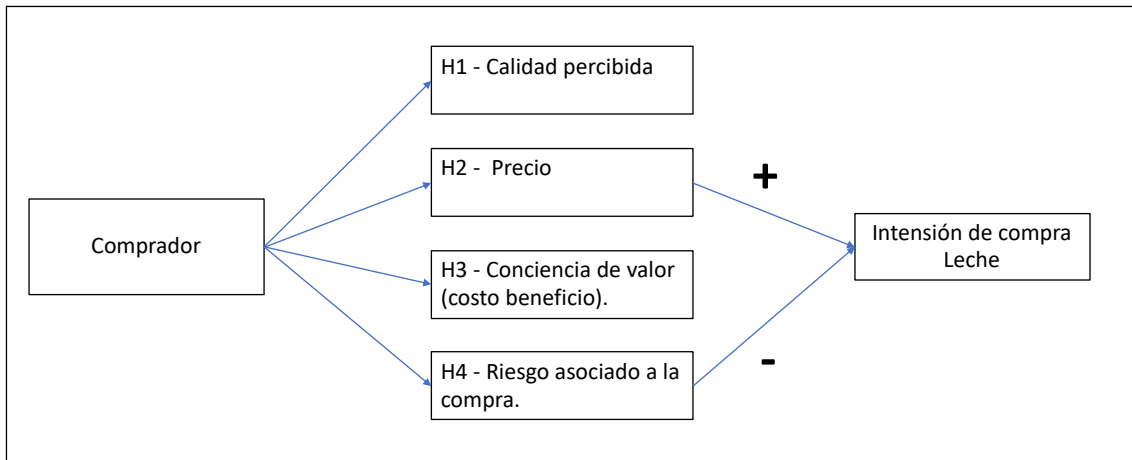 H1 - Calidad percibida
H2 - Precio
+
Comprador
Intensión de compra
Leche
H3 - Conciencia de valor
(costo beneficio).
-
H4 - Riesgo asociado a la
compra.